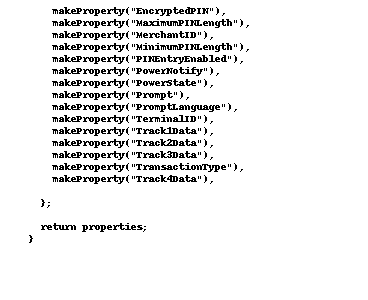 makeProperty("EncryptedPIN"),
makeProperty("MaximumPINLength"),
makeProperty("MerchantID"),
makeProperty("MinimumPINLength"),
makeProperty("PINEntryEnabled"),
makeProperty("PowerNotify"),
makeProperty("PowerState"),
makeProperty("Prompt"),
makeProperty("PromptLanguage"),
makeProperty("TerminalID"),
makeProperty("Track1Data"),
makeProperty("Track2Data"),
makeProperty("Track3Data"),
makeProperty("TransactionType"),
makeProperty("Track4Data"),
};
return properties;
}